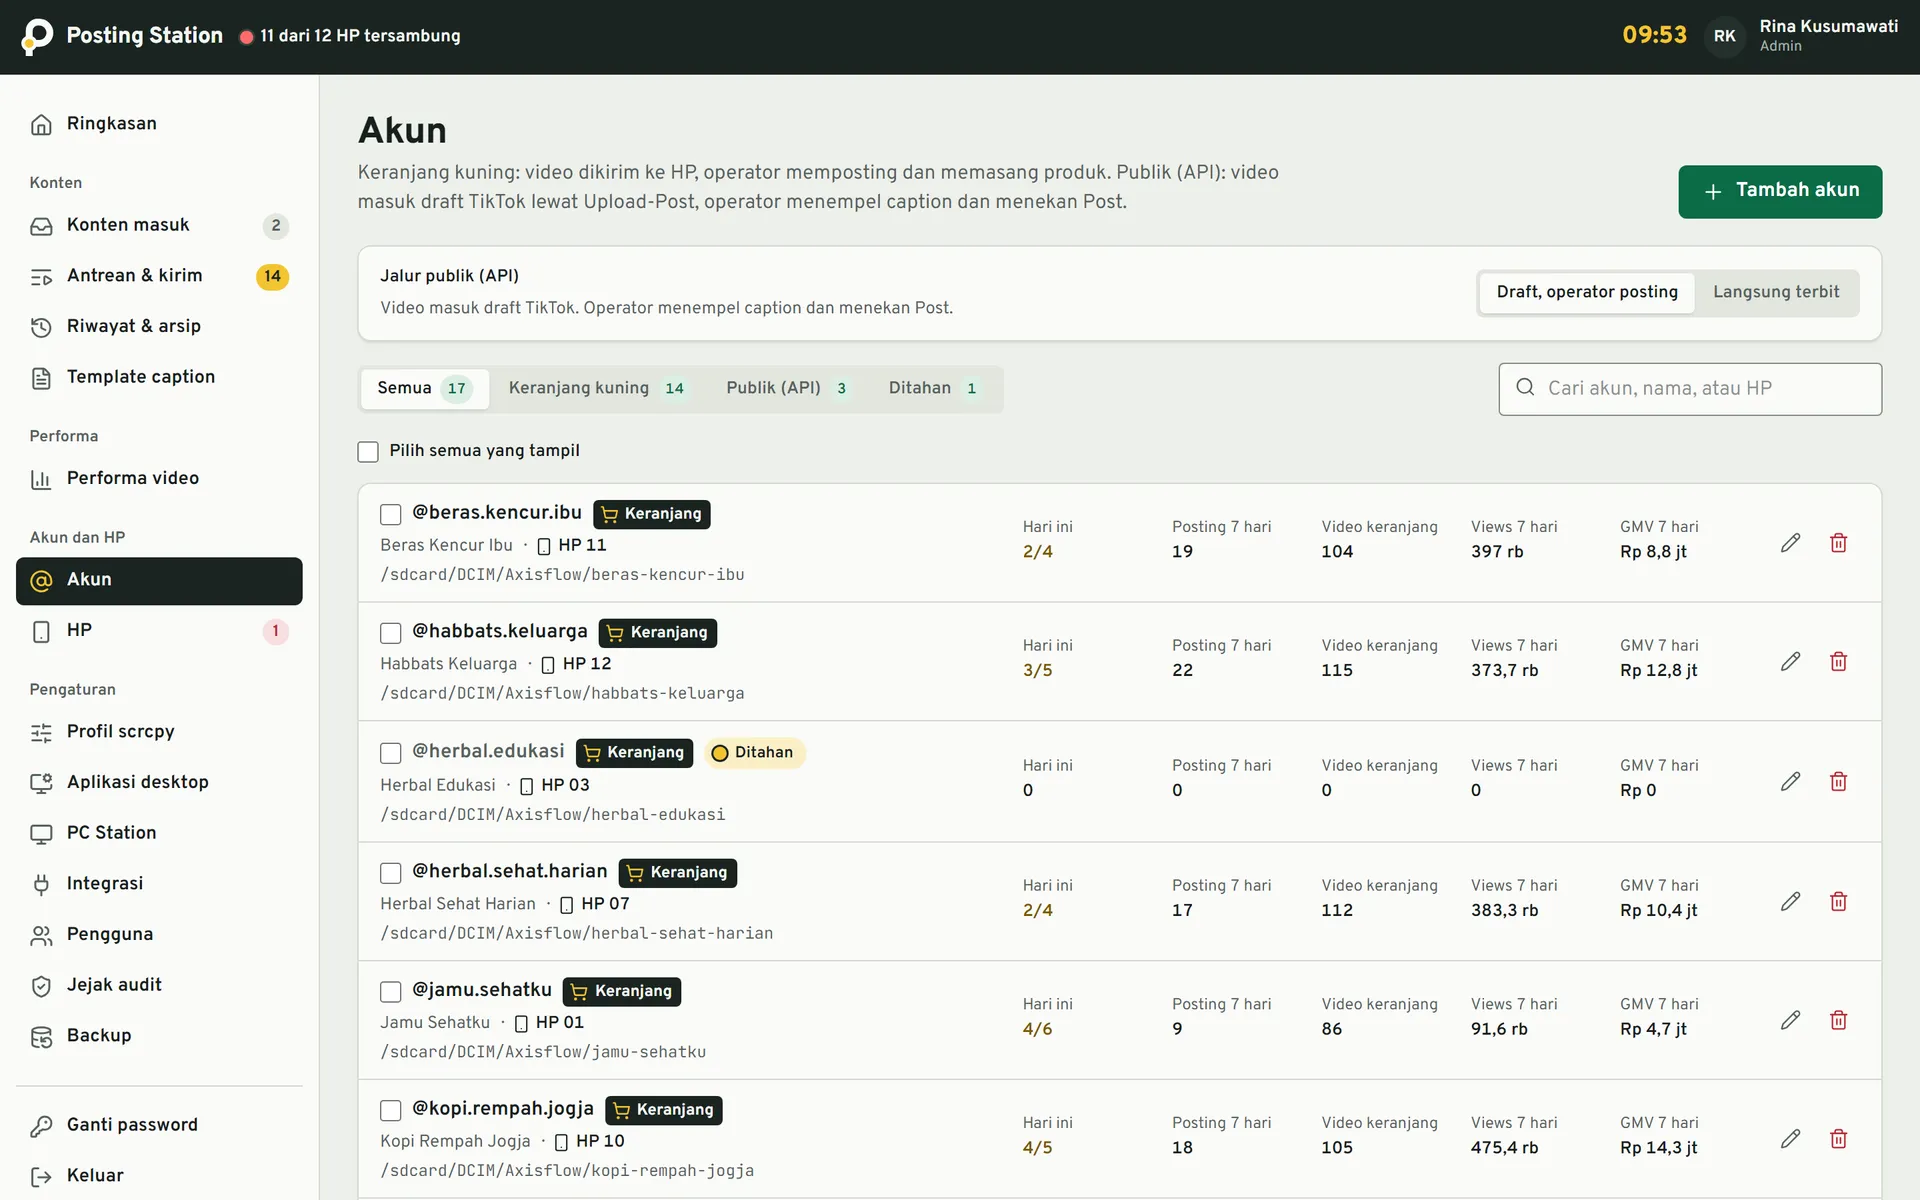 Posting Station
11 dari 12 HP tersambung
09:53
RK
Rina Kusumawati
Admin
Ringkasan
Konten
Konten masuk 2
Antrean & kirim 14
Riwayat & arsip
Template caption
Performa
Performa video
Akun dan HP
Akun
HP 1
Pengaturan
Profil scrcpy
Aplikasi desktop
PC Station
Integrasi
Pengguna
Jejak audit
Backup
Ganti password
Keluar
Akun
Keranjang kuning: video dikirim ke HP, operator memposting dan memasang produk. Publik (API): video
masuk draft TikTok lewat Upload-Post, operator menempel caption dan menekan Post.
Tambah akun
Jalur publik (API)
Video masuk draft TikTok. Operator menempel caption dan menekan Post.
Draft, operator posting Langsung terbit
Semua 17 Keranjang kuning 14 Publik (API) 3 Ditahan 1
Cari akun, nama, atau HP
Pilih semua yang tampil
@beras.kencur.ibu Keranjang
Beras Kencur Ibu · HP 11
/sdcard/DCIM/Axisflow/beras-kencur-ibu
Hari ini Posting 7 hari Video keranjang Views 7 hari GMV 7 hari
2/4 19 104 397 rb Rp 8,8 jt
@habbats.keluarga Keranjang
Habbats Keluarga · HP 12
/sdcard/DCIM/Axisflow/habbats-keluarga
Hari ini Posting 7 hari Video keranjang Views 7 hari GMV 7 hari
3/5 22 115 373,7 rb Rp 12,8 jt
@herbal.edukasi Keranjang Ditahan
Herbal Edukasi · HP 03
/sdcard/DCIM/Axisflow/herbal-edukasi
Hari ini Posting 7 hari Video keranjang Views 7 hari GMV 7 hari
0 0 0 0 Rp 0
@herbal.sehat.harian Keranjang
Herbal Sehat Harian · HP 07
/sdcard/DCIM/Axisflow/herbal-sehat-harian
Hari ini Posting 7 hari Video keranjang Views 7 hari GMV 7 hari
2/4 17 112 383,3 rb Rp 10,4 jt
@jamu.sehatku Keranjang
Jamu Sehatku · HP 01
/sdcard/DCIM/Axisflow/jamu-sehatku
Hari ini Posting 7 hari Video keranjang Views 7 hari GMV 7 hari
4/6 9 86 91,6 rb Rp 4,7 jt
@kopi.rempah.jogja Keranjang
Kopi Rempah Jogja · HP 10
/sdcard/DCIM/Axisflow/kopi-rempah-jogja
Hari ini Posting 7 hari Video keranjang Views 7 hari GMV 7 hari
4/5 18 105 475,4 rb Rp 14,3 jt